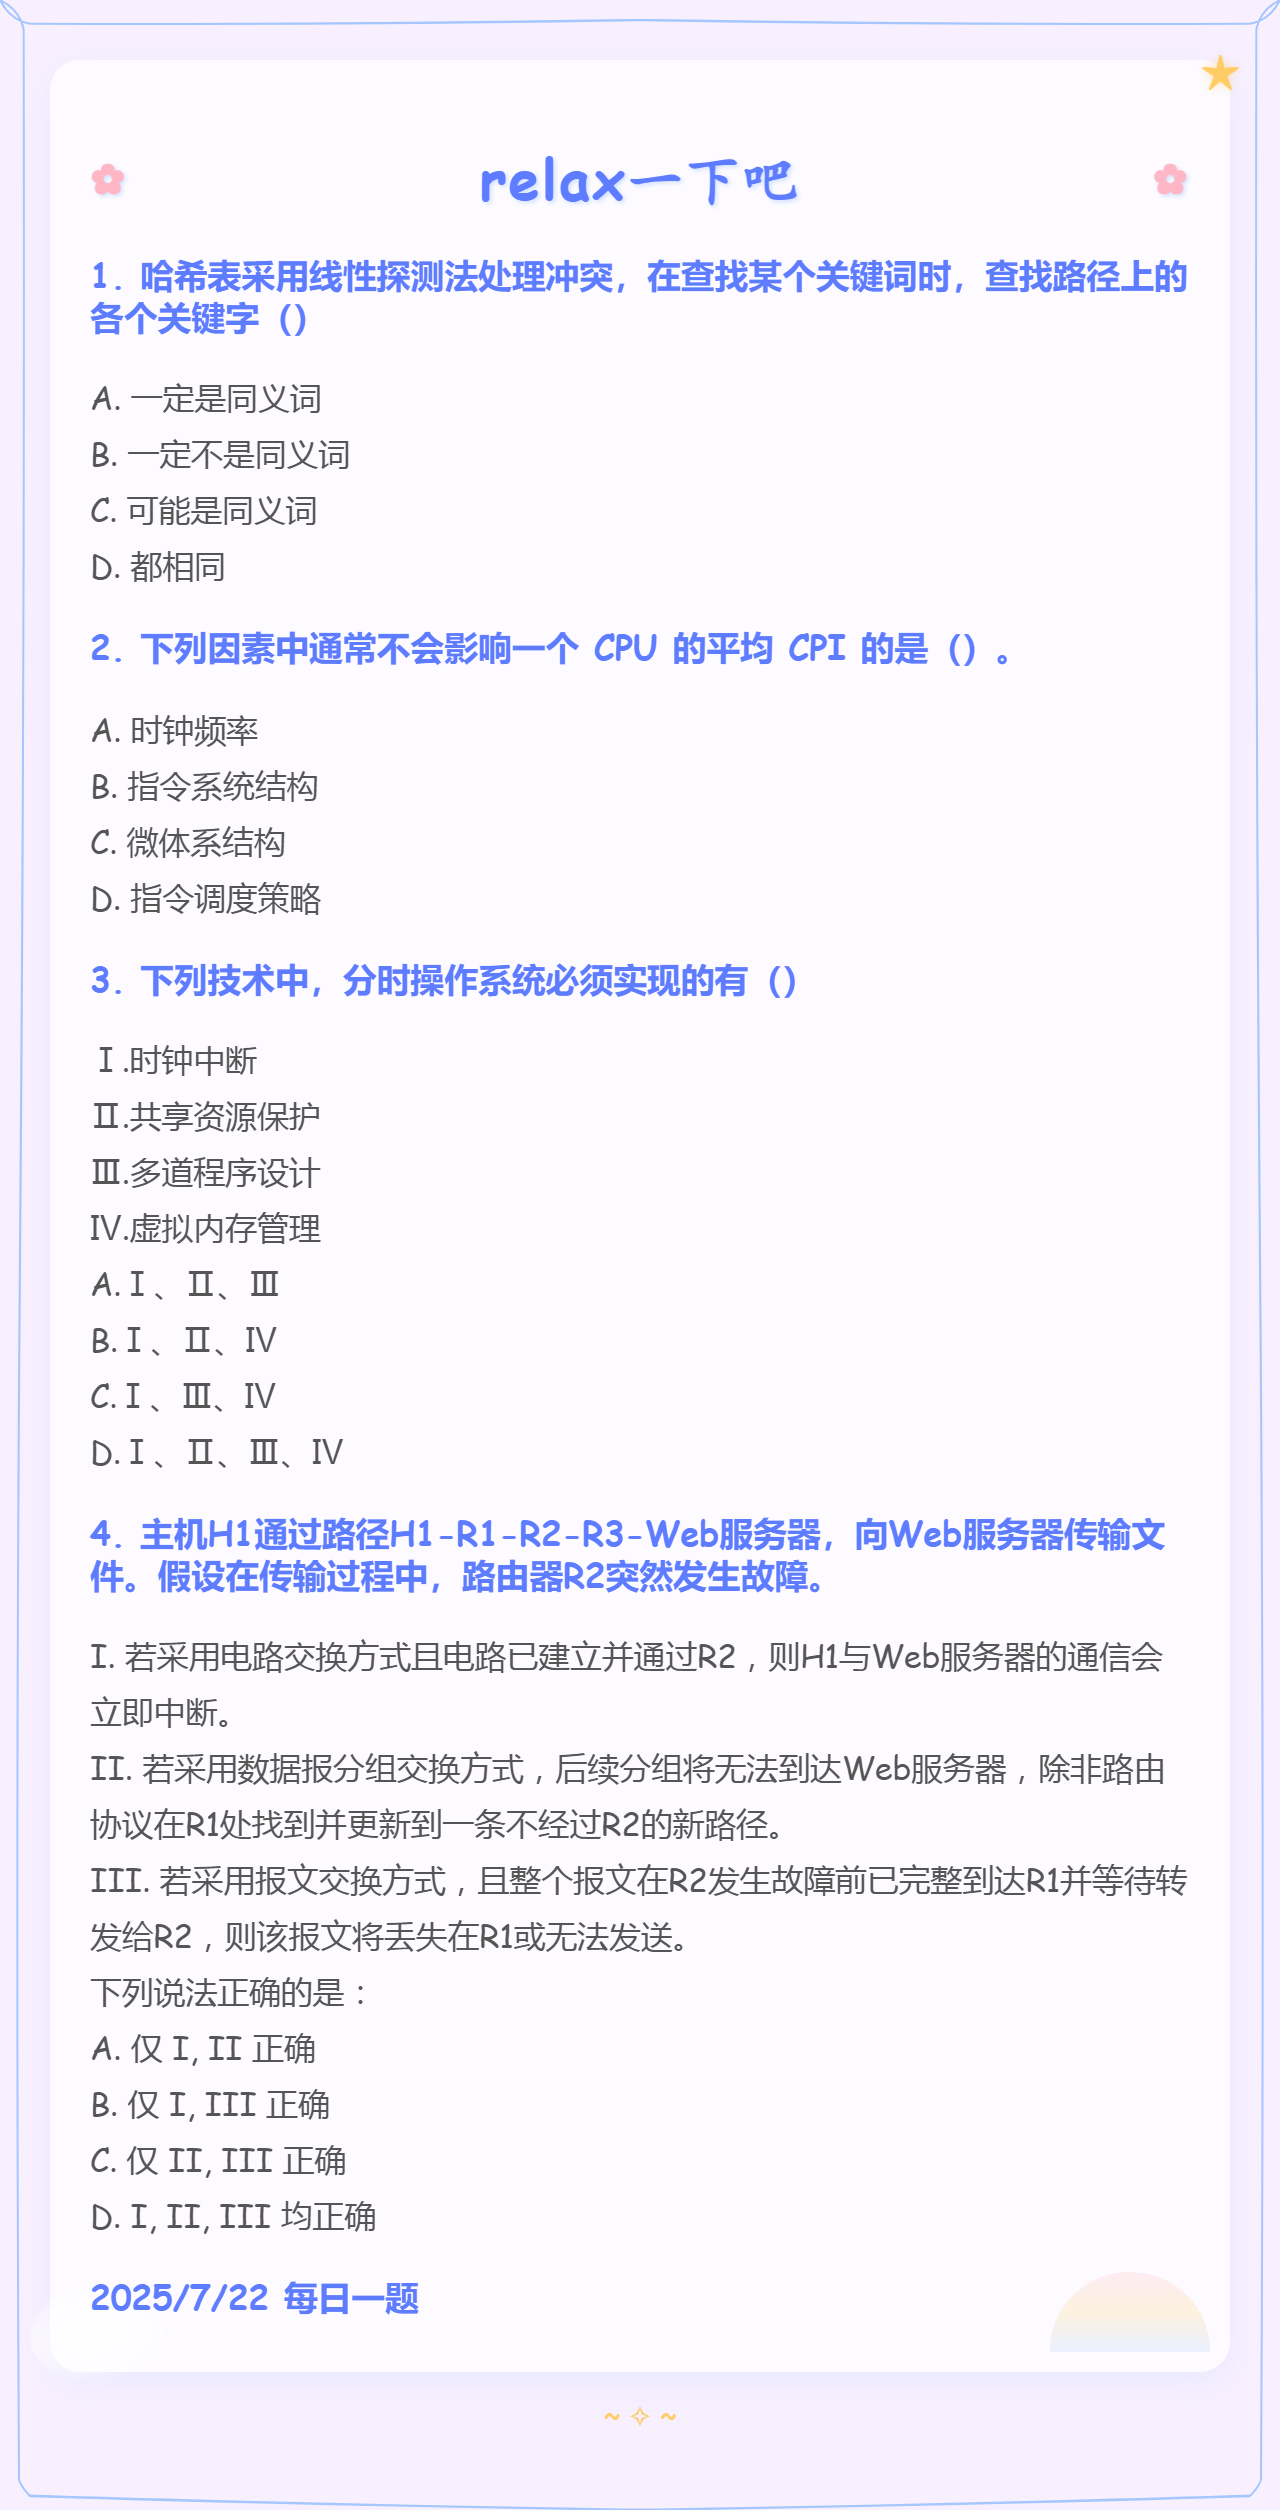 relax一下吧
1. 哈希表采用线性探测法处理冲突，在查找某个关键词时，查找路径上的
各个关键字（）
A. 一定是同义词
B. 一定不是同义词
C. 可能是同义词
D. 都相同
2. 下列因素中通常不会影响一个 CPU 的平均 CPI 的是（）。
A. 时钟频率
B. 指令系统结构
C. 微体系结构
D. 指令调度策略
3. 下列技术中，分时操作系统必须实现的有（）
Ⅰ.时钟中断
Ⅱ.共享资源保护
Ⅲ.多道程序设计
Ⅳ.虚拟内存管理
A.Ⅰ、Ⅱ、Ⅲ
B.Ⅰ、Ⅱ、Ⅳ
C.Ⅰ、Ⅲ、Ⅳ
D.Ⅰ、Ⅱ、Ⅲ、Ⅳ
4. 主机H1通过路径H1-R1-R2-R3-Web服务器，向Web服务器传输文
件。假设在传输过程中，路由器R2突然发生故障。
I. 若采用电路交换方式且电路已建立并通过R2，则H1与Web服务器的通信会
立即中断。
II. 若采用数据报分组交换方式，后续分组将无法到达Web服务器，除非路由
协议在R1处找到并更新到一条不经过R2的新路径。
III. 若采用报文交换方式，且整个报文在R2发生故障前已完整到达R1并等待转
发给R2，则该报文将丢失在R1或无法发送。
下列说法正确的是：
A. 仅 I, II 正确
B. 仅 I, III 正确
C. 仅 II, III 正确
D. I, II, III 均正确
2025/7/22 每日一题
~ ✧ ~